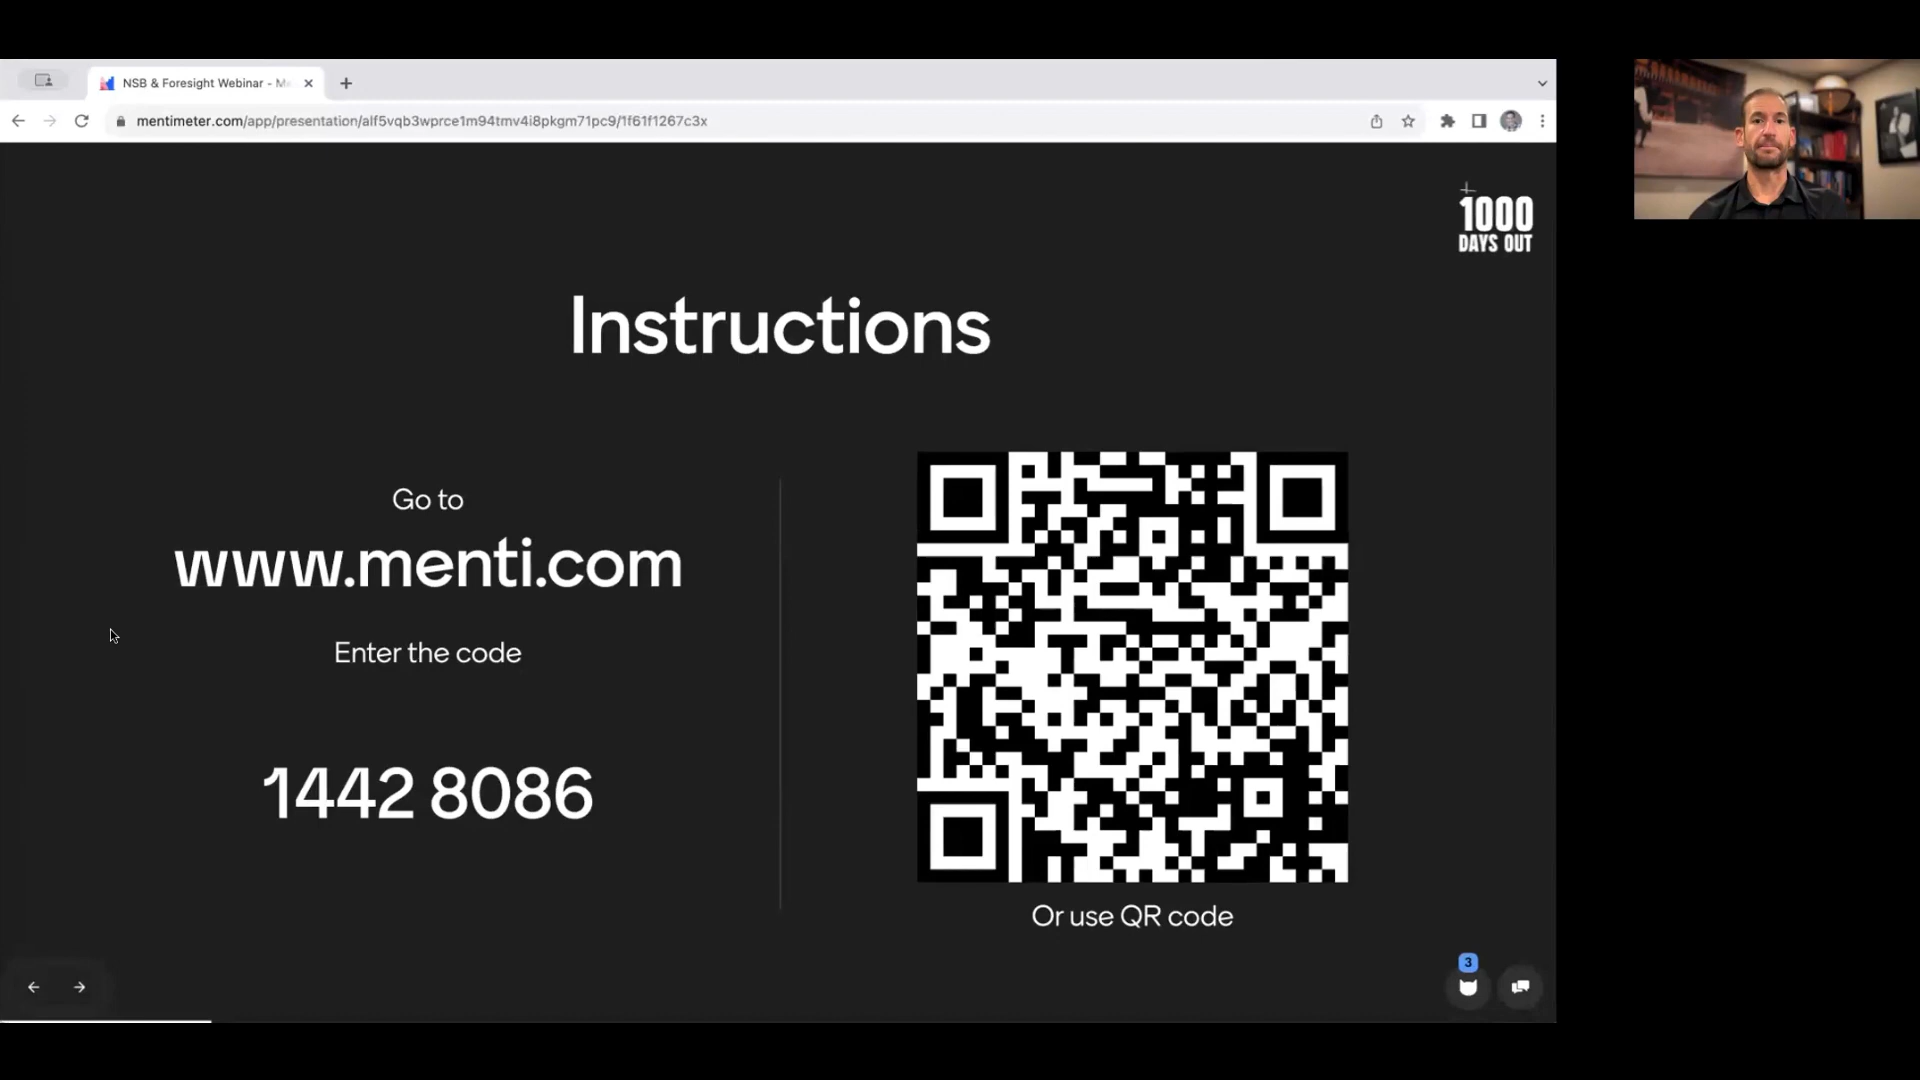 NSB & Foresight Webinar - Me
mentimeter.com/app/presentation/alf5vqb3wprce1m94tmv4i8pkgm71pc9/1f61f1267c3x
1000
DAYS OUT
Instructions
Go to
www.menti.com
Enter the code
1442 8086
Or use QR code
3